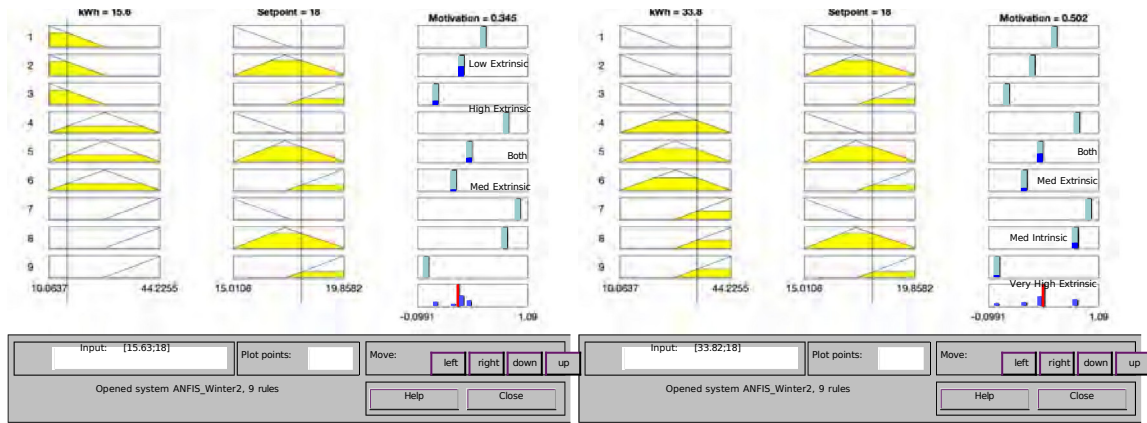 kWh = 15.6
Setpoint = 18
Motivation = 0.345
1
2
Low Extrinsic
3
High Extrinsic
4
5
Both
6
Med Extrinsic
7
8
9
10.0637
44.2255
15.0106
19.8582
-0.0991
1.09
Input: [15.63;18]
Plot points:
Move:
left
right
down
up
Opened system ANFIS_Winter2, 9 rules
Help
Close
kWh = 33.8
Setpoint = 18
Motivation = 0.502
1
2
3
4
5
Both
6
Med Extrinsic
7
8
Med Intrinsic
9
Very High Extrinsic
10.0637
44.2255
15.0106
19.8582
-0.0991
1.09
Input: [33.82;18]
Plot points:
Move:
left
right
down
up
Opened system ANFIS_Winter2, 9 rules
Help
Close